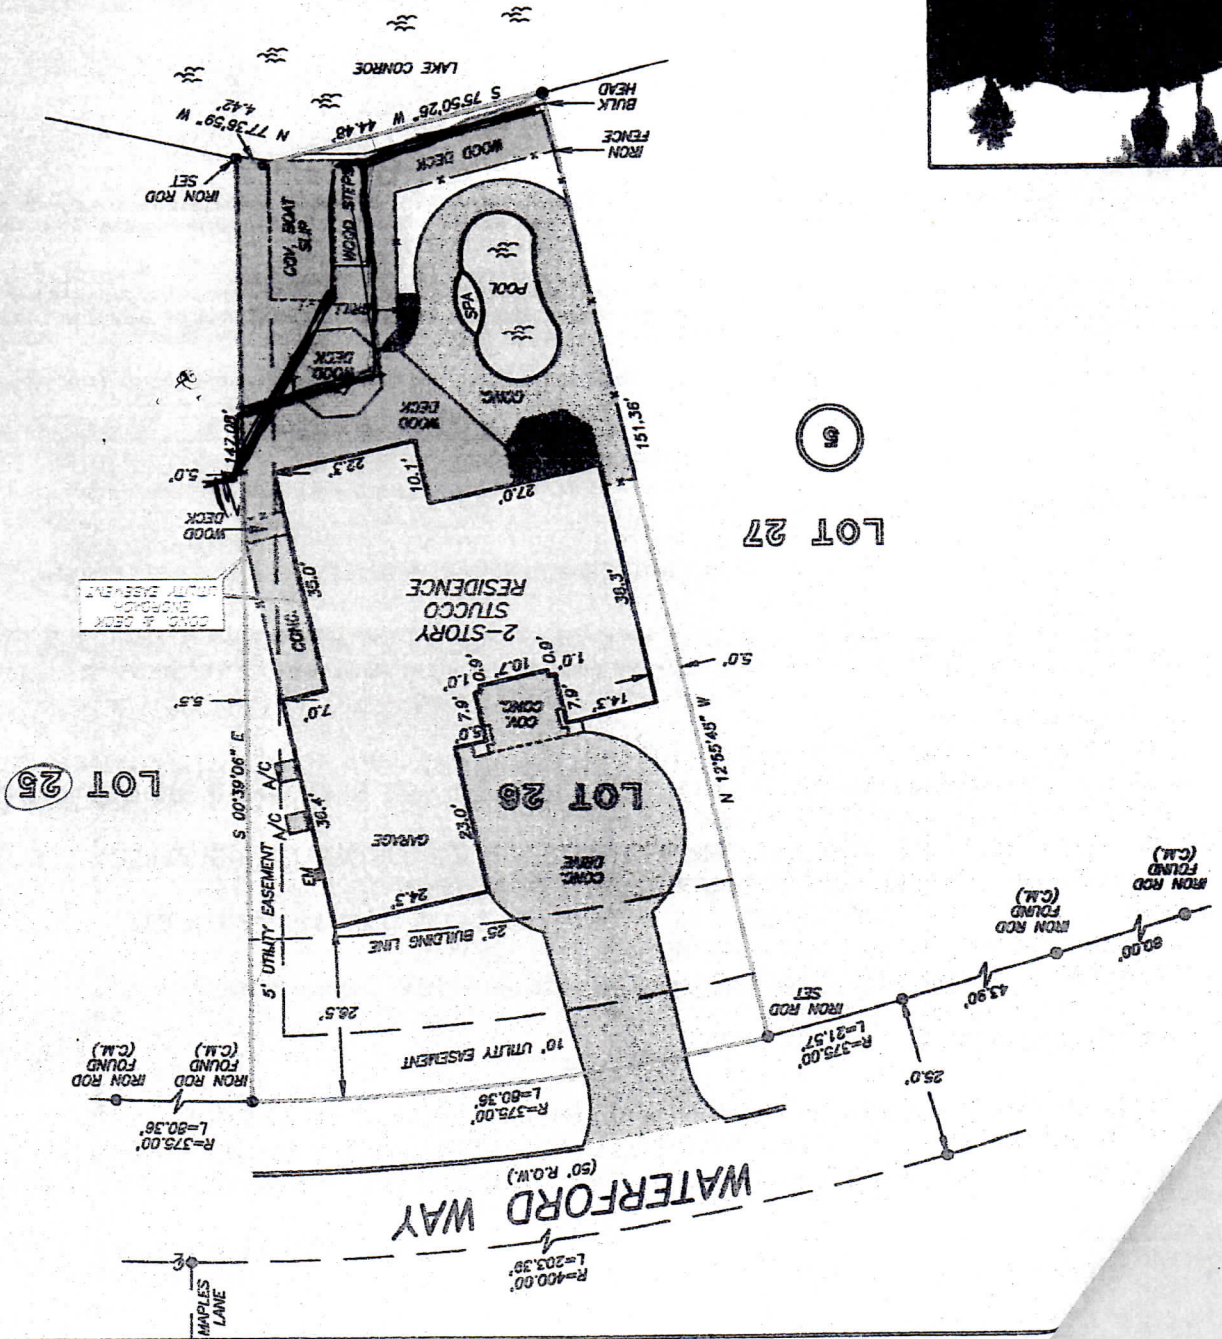 MAPLES
LANE
R=400.00'
L=203.39'
WATERFORD WAY
(50' R.O.W.)
R=375.00'
L=80.36'
IRON ROD
FOUND
(C.M.)
IRON ROD
FOUND
(C.M.)
R=375.00'
L=80.36'
10' UTILITY EASEMENT
25.0'
R=375.00'
L=21.57'
IRON ROD
SET
43.90'
60.00'
IRON ROD
FOUND
(C.M.)
IRON ROD
FOUND
(C.M.)
26.5'
25' BUILDING LINE
5' UTILITY EASEMENT
24.3'
EM
A/C
A/C
30.4'
GARAGE
23.0'
CONC.
DRIVE
LOT 26
LOT 25
S 00°39'06" E
N 12°55'45" W
5.5'
7.0'
5.0'
7.9'
COV.
CONC.
7.9'
14.3'
1.0'
0.9'
10.7'
0.9'
1.0'
5.0'
2-STORY
STUCCO
RESIDENCE
38.3'
CONC.
35.0'
CONC. & DECK
ENCROACH
UTILITY EASEMENT
WOOD
DECK
LOT 27
5
5.0'
147.08'
22.3'
10.1'
27.0'
151.36'
WOOD
DECK
WOOD
DECK
CONC.
SPA
POOL
COV. BOAT
SLIP
WOOD STEPS
WOOD DECK
IRON
FENCE
BULK
HEAD
IRON ROD
SET
N 77°36'59" W
4.42'
S 75°50'26" W 44.48'
LAKE CONROE